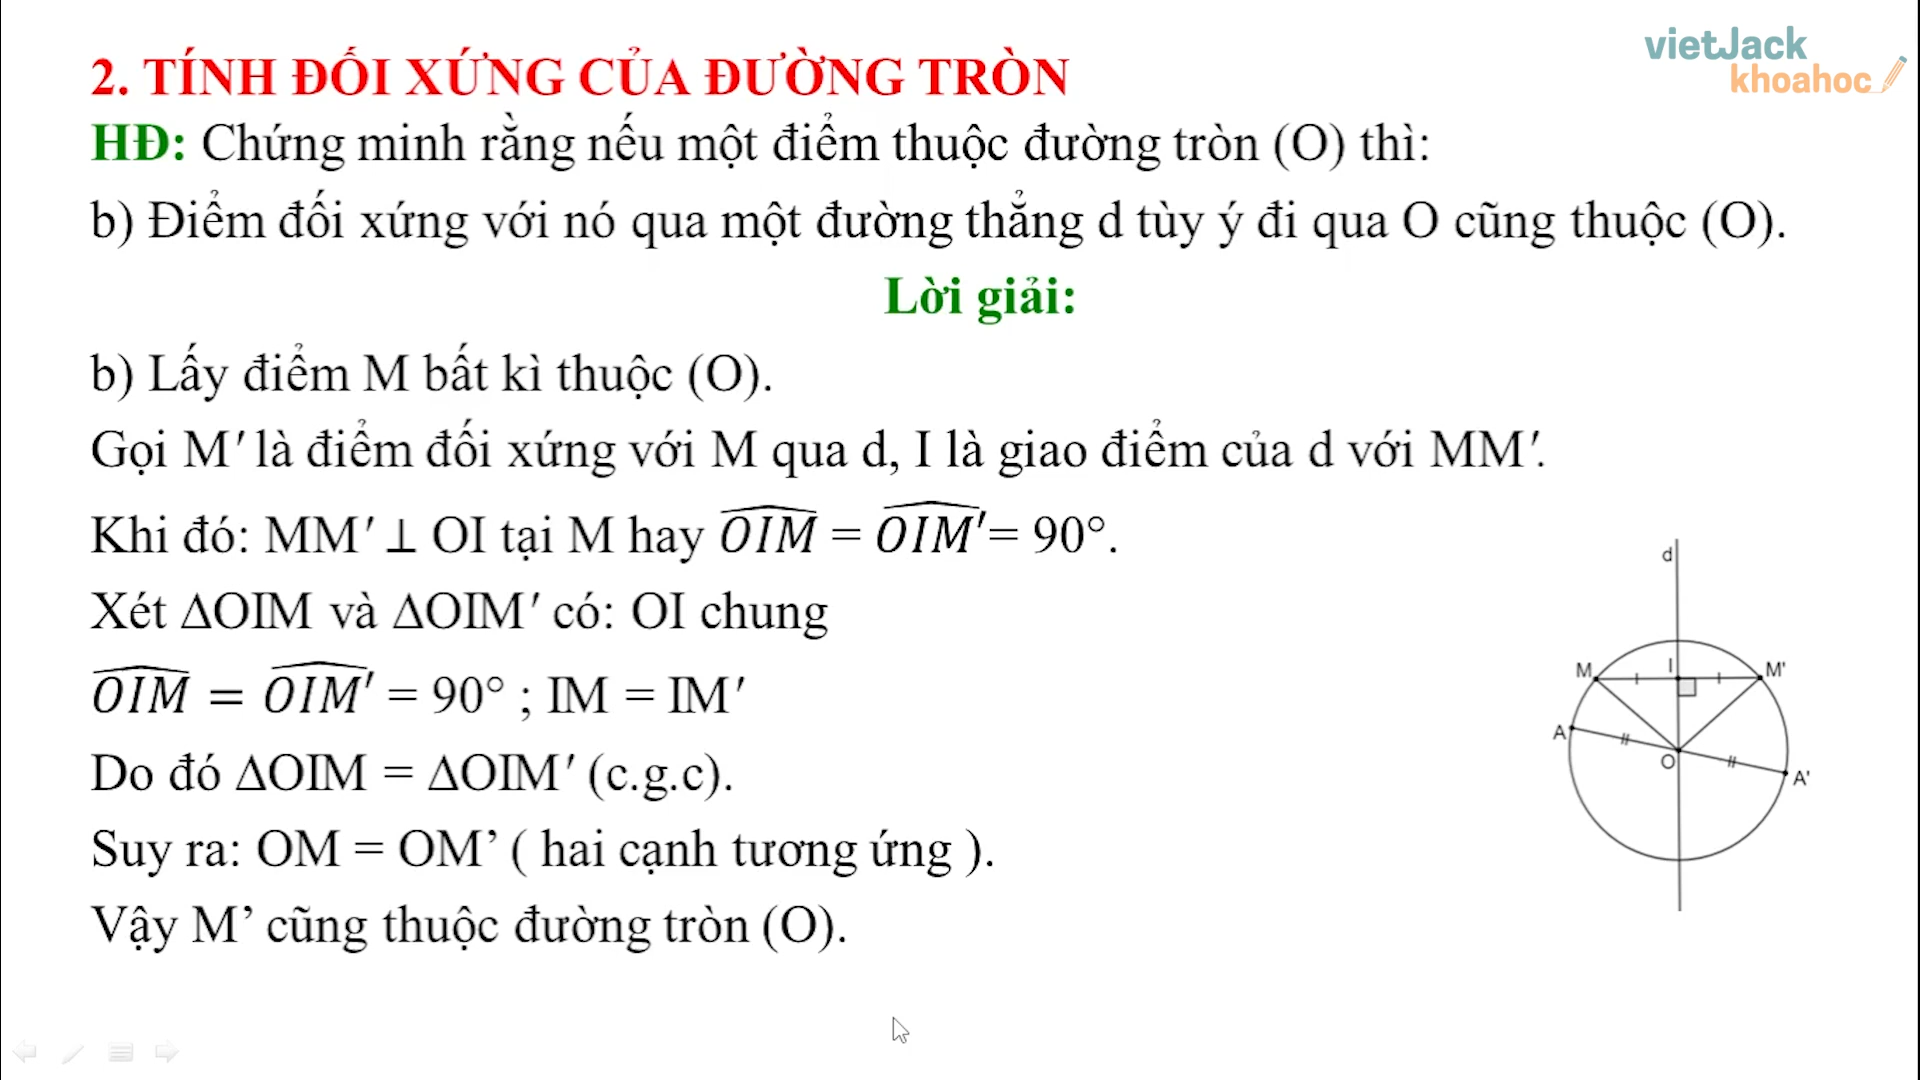 vietJack
khoahoc
2. TÍNH ĐỐI XỨNG CỦA ĐƯỜNG TRÒN
HĐ: Chứng minh rằng nếu một điểm thuộc đường tròn (O) thì:
b) Điểm đối xứng với nó qua một đường thẳng d tùy ý đi qua O cũng thuộc (O).
Lời giải:
b) Lấy điểm M bất kì thuộc (O).
Gọi M′ là điểm đối xứng với M qua d, I là giao điểm của d với MM′.
Khi đó: MM′ ⊥ OI tại M hay \widehat{OIM} = \widehat{OIM′} = 90°.
Xét ΔOIM và ΔOIM′ có: OI chung
\widehat{OIM} = \widehat{OIM′} = 90° ; IM = IM′
Do đó ΔOIM = ΔOIM′ (c.g.c).
Suy ra: OM = OM’ ( hai cạnh tương ứng ).
Vậy M’ cũng thuộc đường tròn (O).
d
M I M'
A
O
A'